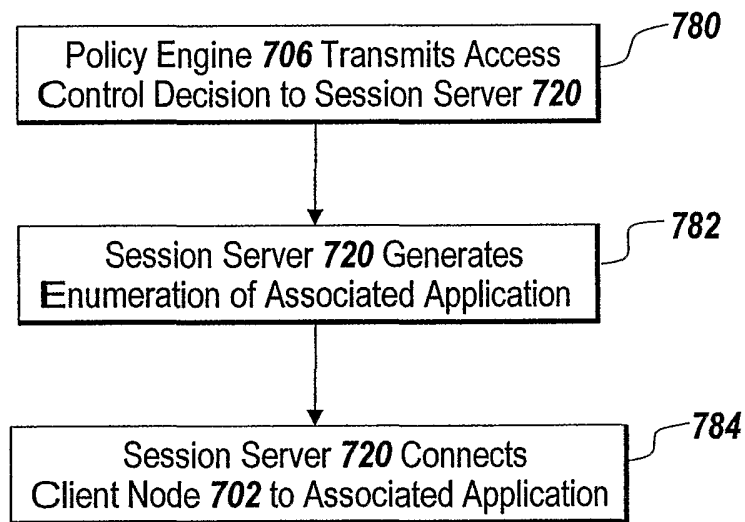 780
Policy Engine 706 Transmits Access
Control Decision to Session Server 720
782
Session Server 720 Generates
Enumeration of Associated Application
784
Session Server 720 Connects
Client Node 702 to Associated Application